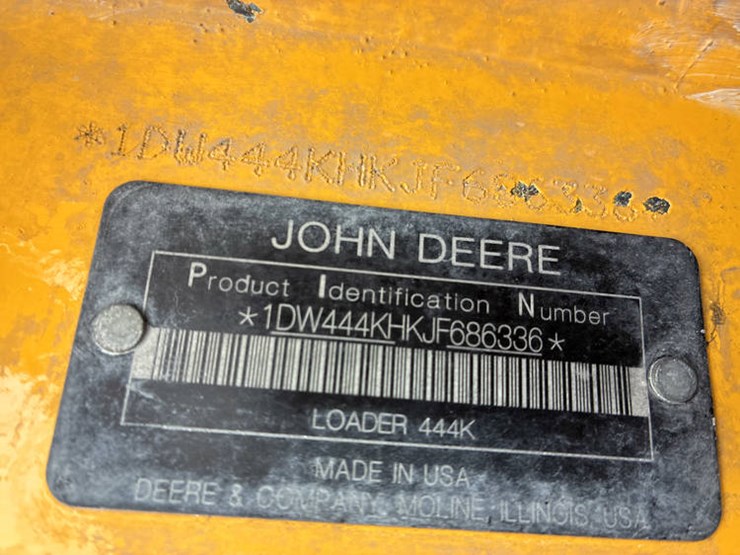 *1DW444KHKJF686336*
JOHN DEERE
Product Identification Number
*1DW444KHKJF686336*
LOADER 444K
MADE IN USA
DEERE & COMPANY, MOLINE, ILLINOIS, USA